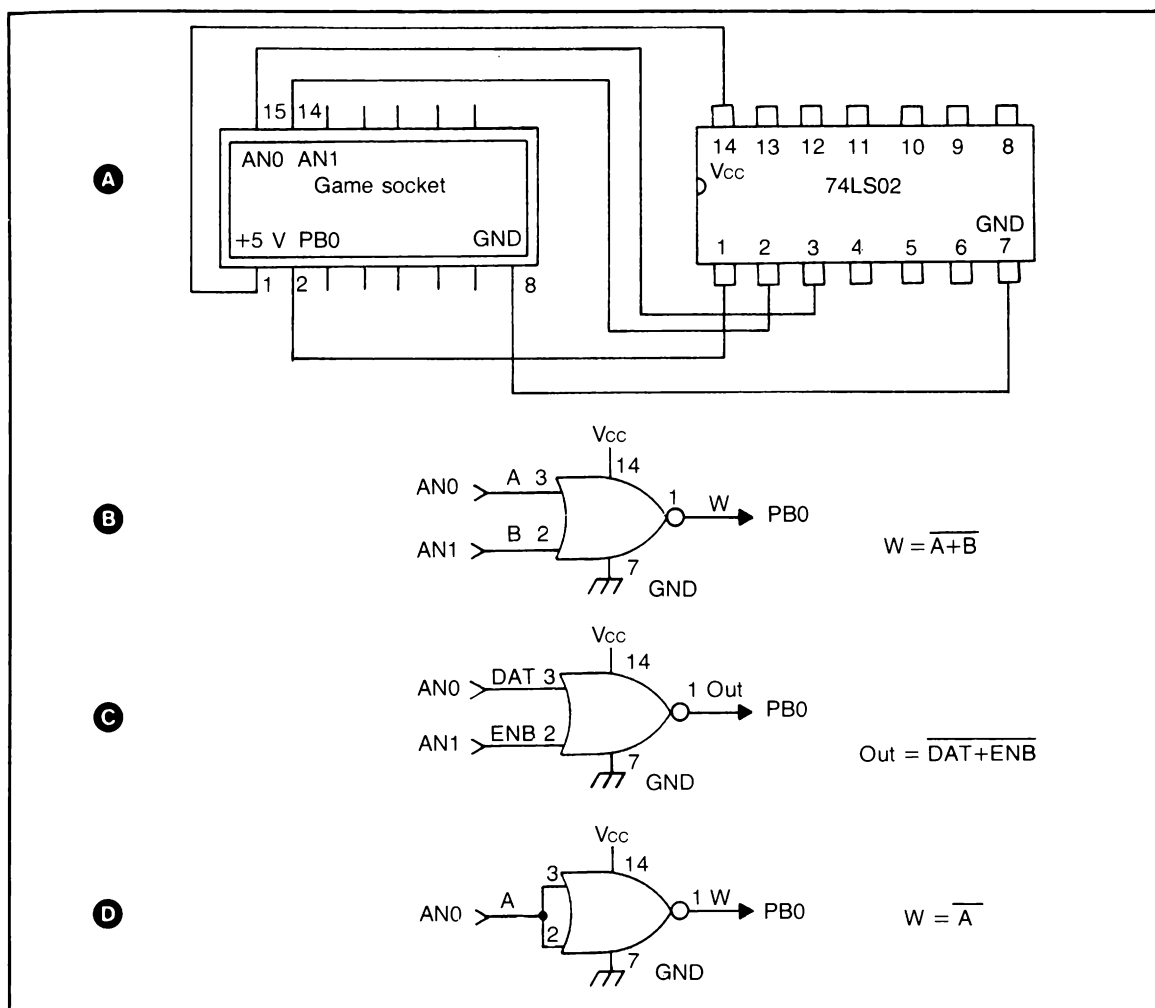 15 14
AN0 AN1
Game socket
+5 V PB0 GND
1 2 8
A
14 13 12 11 10 9 8
Vcc
74LS02
GND
1 2 3 4 5 6 7
B
Vcc
14
AN0 A 3
1 W PB0
AN1 B 2
7
GND
W = \overline{A+B}
C
Vcc
14
AN0 DAT 3
1 Out PB0
AN1 ENB 2
7
GND
Out = \overline{DAT+ENB}
D
Vcc
14
3
AN0 A
1 W PB0
2
7
GND
W = \overline{A}